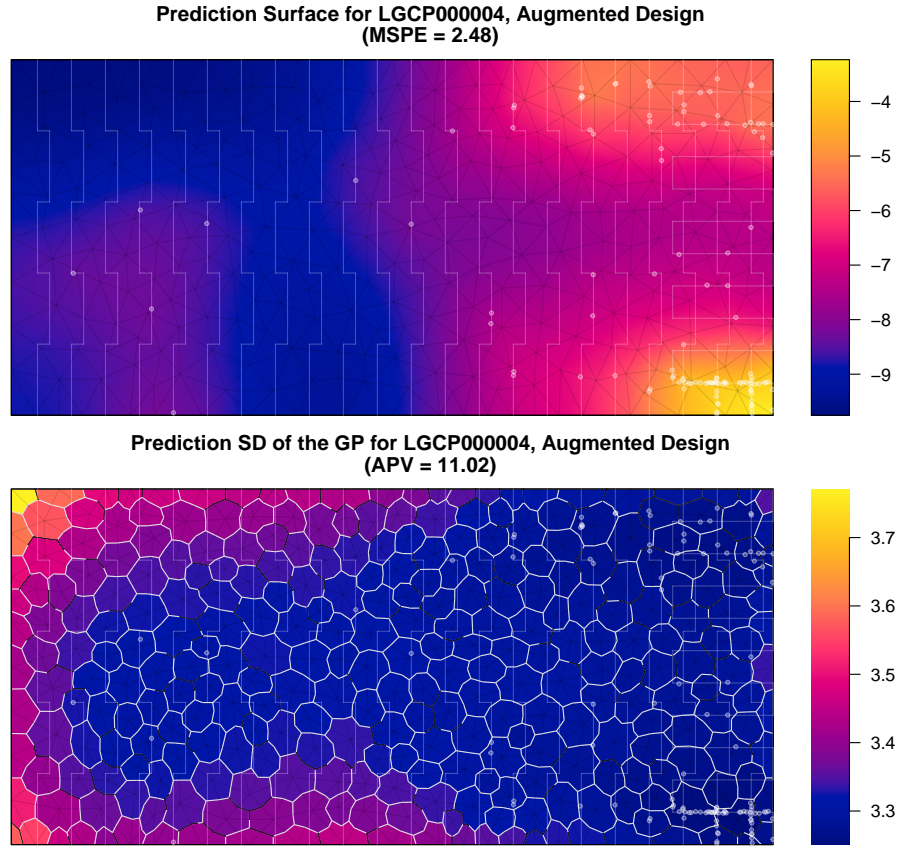 Prediction Surface for LGCP000004, Augmented Design
(MSPE = 2.48)
−4
−5
−6
−7
−8
−9
Prediction SD of the GP for LGCP000004, Augmented Design
(APV = 11.02)
3.7
3.6
3.5
3.4
3.3